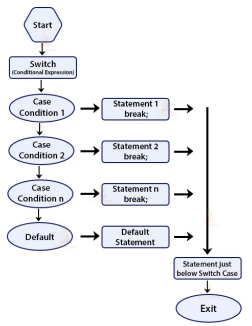 Start
Switch
(Conditional Expression)
Case
Condition 1
Statement 1
break;
Case
Condition 2
Statement 2
break;
Case
Condition n
Statement n
break;
Default
Default
Statement
Statement just
below Switch Case
Exit